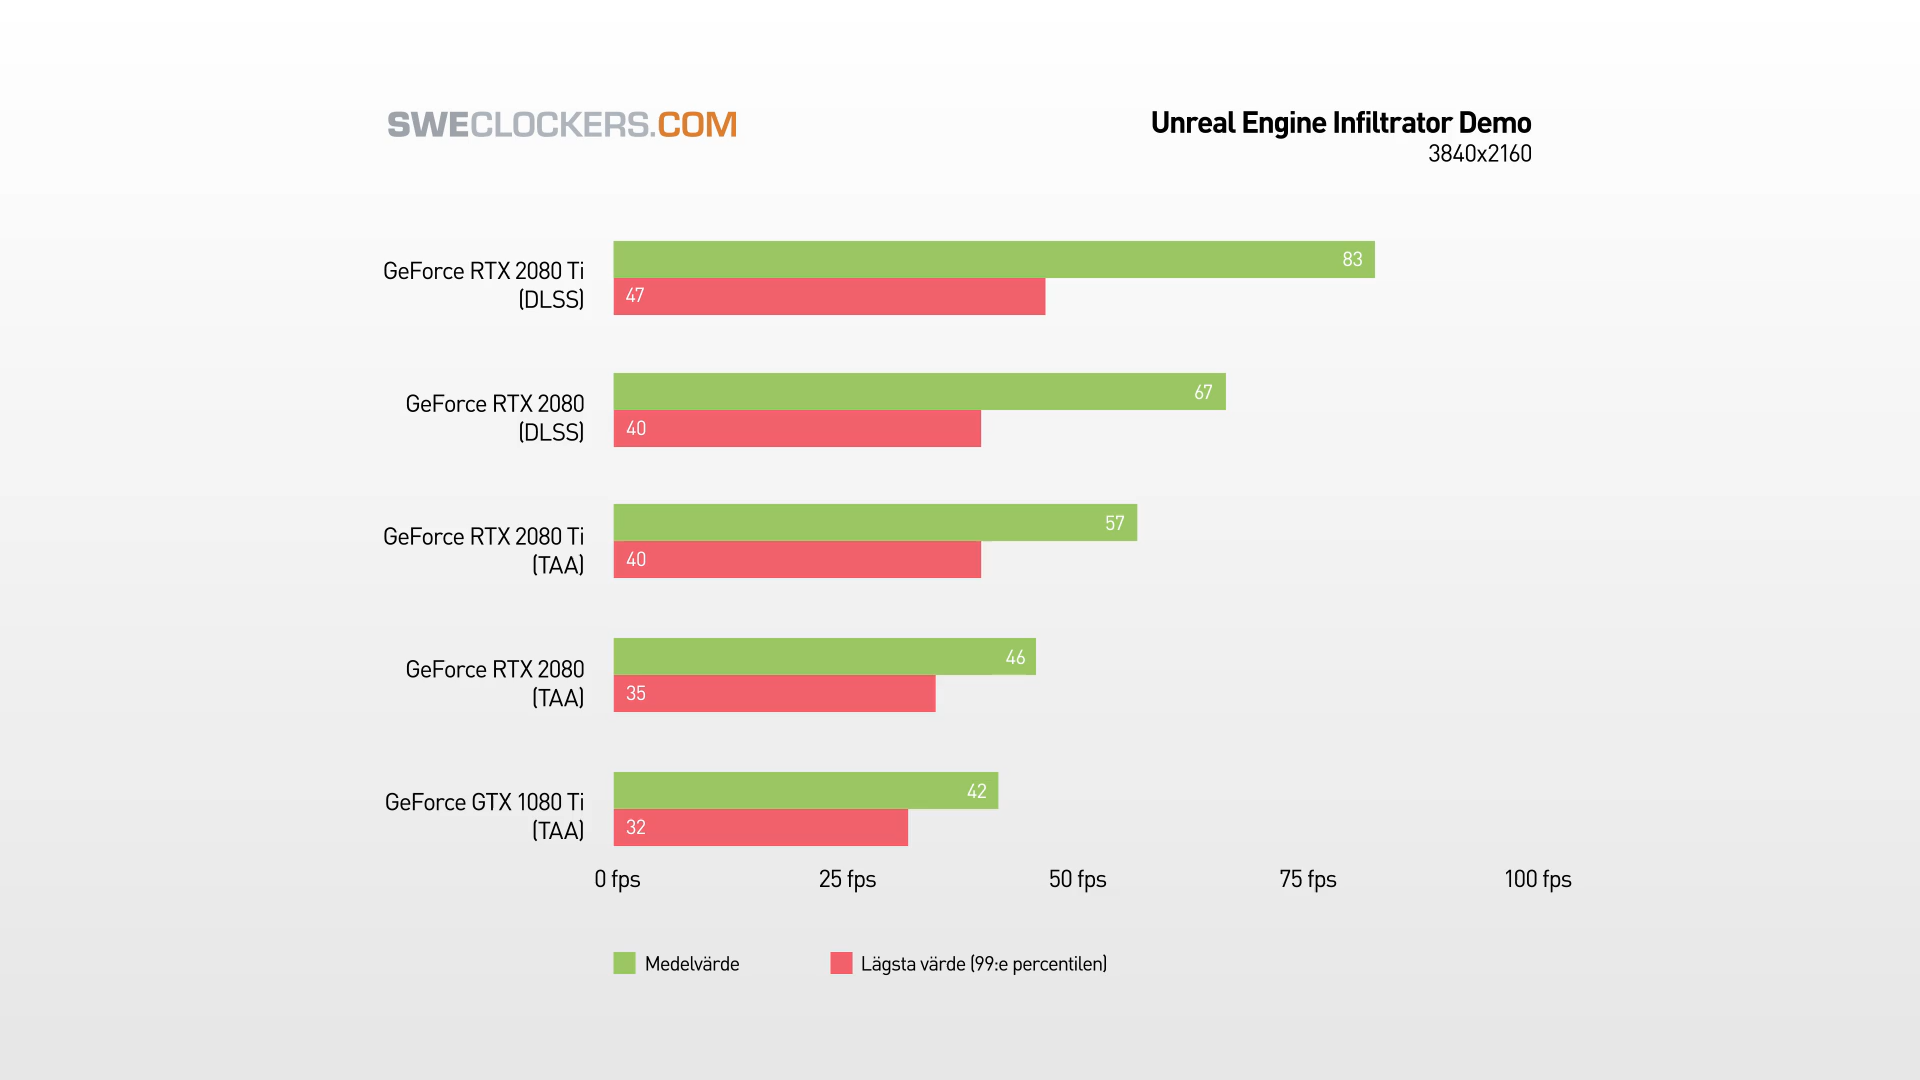 SWECLOCKERS.COM
Unreal Engine Infiltrator Demo
3840x2160
GeForce RTX 2080 Ti
(DLSS)
83
47
GeForce RTX 2080
(DLSS)
67
40
GeForce RTX 2080 Ti
(TAA)
57
40
GeForce RTX 2080
(TAA)
46
35
GeForce GTX 1080 Ti
(TAA)
42
32
0 fps 25 fps 50 fps 75 fps 100 fps
Medelvärde Lägsta värde (99:e percentilen)